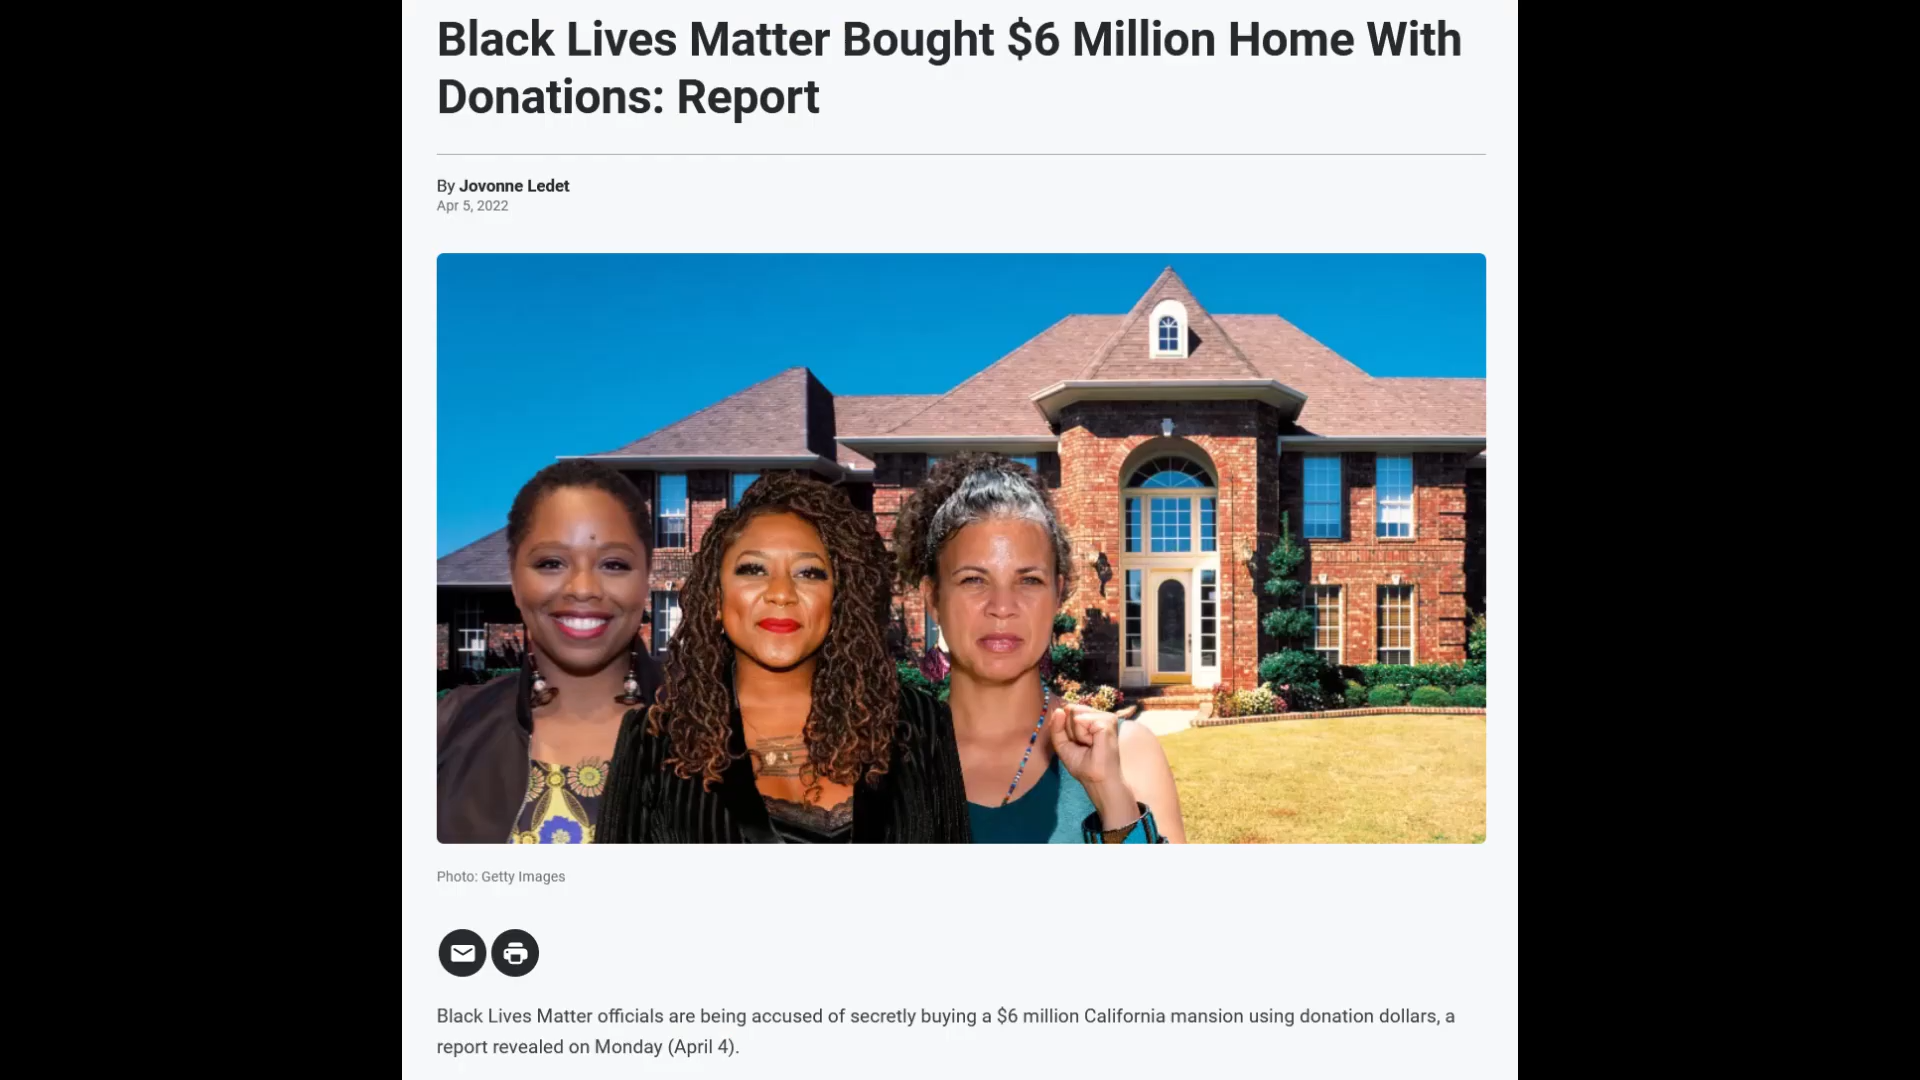 Black Lives Matter Bought $6 Million Home With
Donations: Report
By Jovonne Ledet
Apr 5, 2022
Photo: Getty Images
Black Lives Matter officials are being accused of secretly buying a $6 million California mansion using donation dollars, a
report revealed on Monday (April 4).